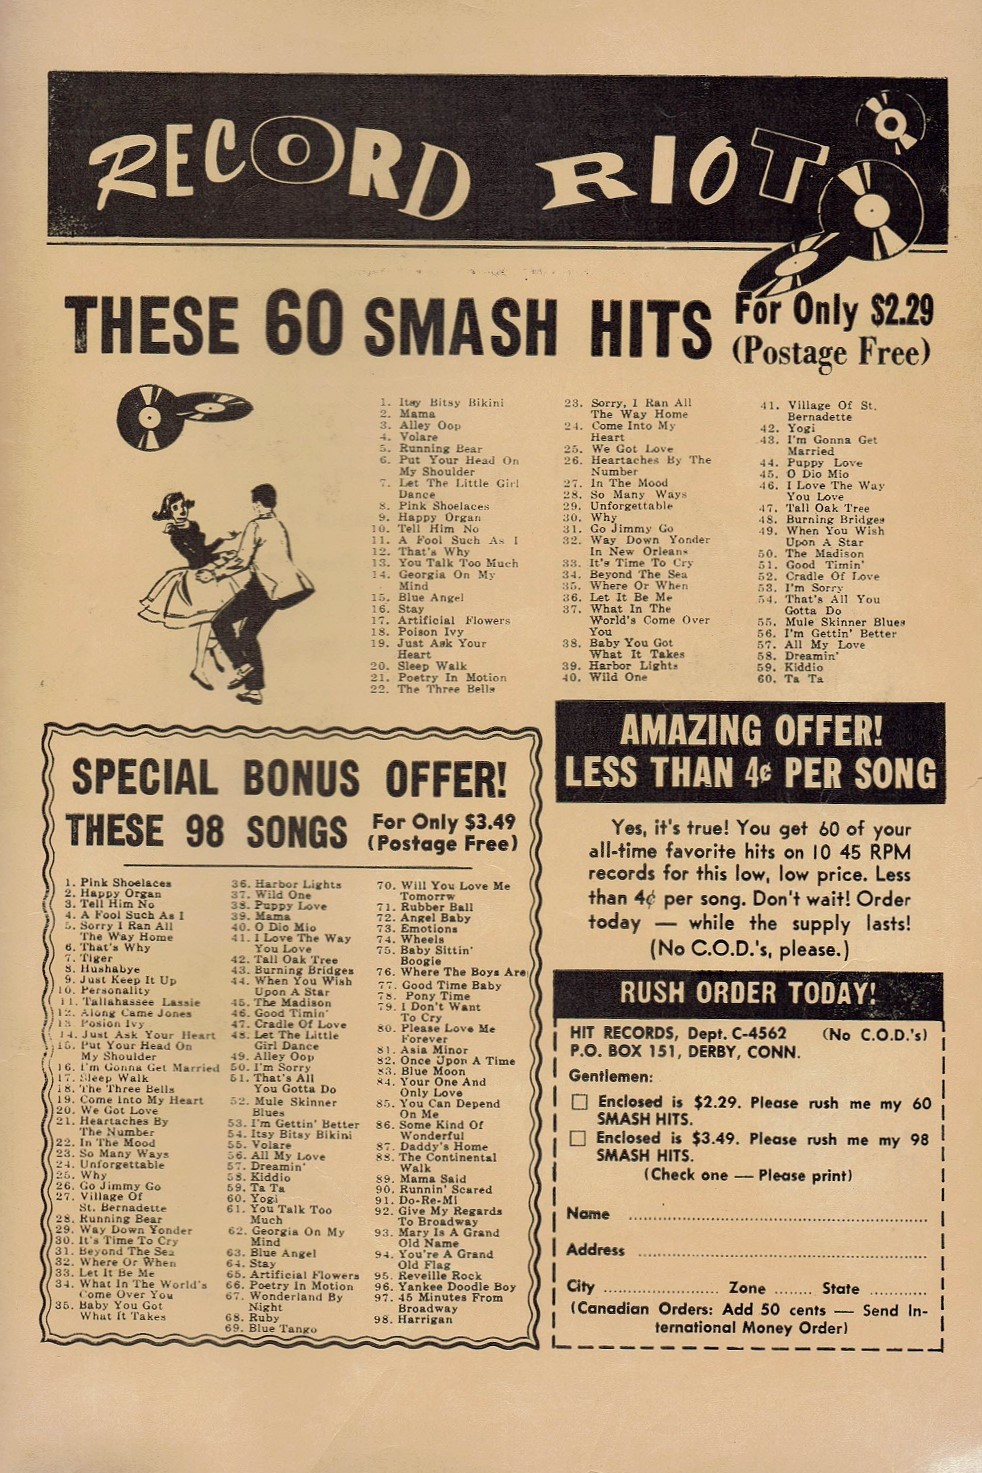 RECORD RIOT
THESE 60 SMASH HITS
For Only $2.29
(Postage Free)
1. Itsy Bitsy Bikini
2. Mama
3. Alley Oop
4. Volare
5. Running Bear
6. Put Your Head On
My Shoulder
7. Let The Little Girl
Dance
8. Pink Shoelaces
9. Happy Organ
10. Tell Him No
11. A Fool Such As I
12. That's Why
13. You Talk Too Much
14. Georgia On My
Mind
15. Blue Angel
16. Stay
17. Artificial Flowers
18. Poison Ivy
19. Just Ask Your
Heart
20. Sleep Walk
21. Poetry In Motion
22. The Three Bells
23. Sorry, I Ran All
The Way Home
24. Come Into My
Heart
25. We Got Love
26. Heartaches By The
Number
27. In The Mood
28. So Many Ways
29. Unforgettable
30. Why
31. Go Jimmy Go
32. Way Down Yonder
In New Orleans
33. It's Time To Cry
34. Beyond The Sea
35. Where Or When
36. Let It Be Me
37. What In The
World's Come Over
You
38. Baby You Got
What It Takes
39. Harbor Lights
40. Wild One
41. Village Of St.
Bernadette
42. Yogi
43. I'm Gonna Get
Married
44. Puppy Love
45. O Dio Mio
46. I Love The Way
You Love
47. Tall Oak Tree
48. Burning Bridges
49. When You Wish
Upon A Star
50. The Madison
51. Good Timin'
52. Cradle Of Love
53. I'm Sorry
54. That's All You
Gotta Do
55. Mule Skinner Blues
56. I'm Gettin' Better
57. All My Love
58. Dreamin'
59. Kiddio
60. Ta Ta
SPECIAL BONUS OFFER!
THESE 98 SONGS
For Only $3.49
(Postage Free)
1. Pink Shoelaces
2. Happy Organ
3. Tell Him No
4. A Fool Such As I
5. Sorry I Ran All
The Way Home
6. That's Why
7. Tiger
8. Hushabye
9. Just Keep It Up
10. Personality
11. Tallahassee Lassie
12. Along Came Jones
13. Posion Ivy
14. Just Ask Your Heart
15. Put Your Head On
My Shoulder
16. I'm Gonna Get Married
17. Sleep Walk
18. The Three Bells
19. Come Into My Heart
20. We Got Love
21. Heartaches By
The Number
22. In The Mood
23. So Many Ways
24. Unforgettable
25. Why
26. Go Jimmy Go
27. Village Of
St. Bernadette
28. Running Bear
29. Way Down Yonder
30. It's Time To Cry
31. Beyond The Sea
32. Where Or When
33. Let It Be Me
34. What In The World's
Come Over You
35. Baby You Got
What It Takes
36. Harbor Lights
37. Wild One
38. Puppy Love
39. Mama
40. O Dio Mio
41. I Love The Way
You Love
42. Tall Oak Tree
43. Burning Bridges
44. When You Wish
Upon A Star
45. The Madison
46. Good Timin'
47. Cradle Of Love
48. Let The Little
Girl Dance
49. Alley Oop
50. I'm Sorry
51. That's All
You Gotta Do
52. Mule Skinner
Blues
53. I'm Gettin' Better
54. Itsy Bitsy Bikini
55. Volare
56. All My Love
57. Dreamin'
58. Kiddio
59. Ta Ta
60. Yogi
61. You Talk Too
Much
62. Georgia On My
Mind
63. Blue Angel
64. Stay
65. Artificial Flowers
66. Poetry In Motion
67. Wonderland By
Night
68. Ruby
69. Blue Tango
70. Will You Love Me
Tomorrw
71. Rubber Ball
72. Angel Baby
73. Emotions
74. Wheels
75. Baby Sittin'
Boogie
76. Where The Boys Are
77. Good Time Baby
78. Pony Time
79. I Don't Want
To Cry
80. Please Love Me
Forever
81. Asia Minor
82. Once Upon A Time
83. Blue Moon
84. Your One And
Only Love
85. You Can Depend
On Me
86. Some Kind Of
Wonderful
87. Daddy's Home
88. The Continental
Walk
89. Mama Said
90. Runnin' Scared
91. Do-Re-Mi
92. Give My Regards
To Broadway
93. Mary Is A Grand
Old Name
94. You're A Grand
Old Flag
95. Reveille Rock
96. Yankee Doodle Boy
97. 45 Minutes From
Broadway
98. Harrigan
AMAZING OFFER!
LESS THAN 4¢ PER SONG
Yes, it's true! You get 60 of your
all-time favorite hits on 10 45 RPM
records for this low, low price. Less
than 4¢ per song. Don't wait! Order
today — while the supply lasts!
(No C.O.D.'s, please.)
RUSH ORDER TODAY!
HIT RECORDS, Dept. C-4562 (No C.O.D.'s)
P.O. BOX 151, DERBY, CONN.
Gentlemen:
Enclosed is $2.29. Please rush me my 60
SMASH HITS.
Enclosed is $3.49. Please rush me my 98
SMASH HITS.
(Check one — Please print)
Name
Address
City Zone State
(Canadian Orders: Add 50 cents — Send In-
ternational Money Order)